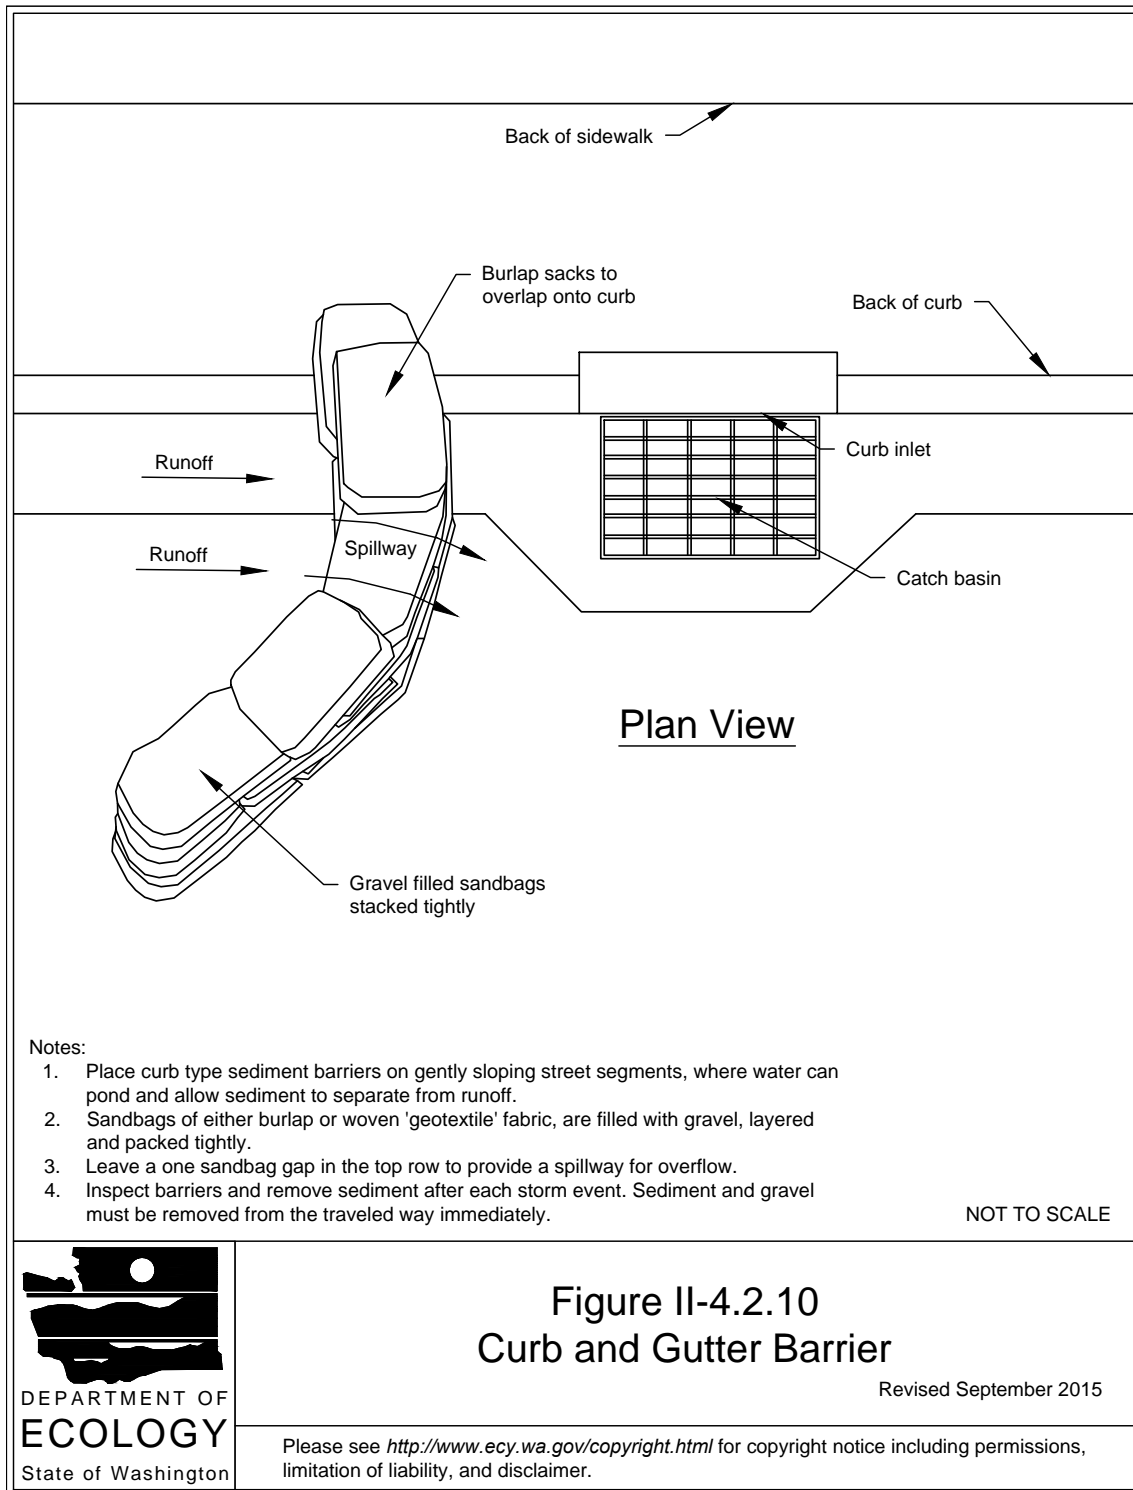 Back of sidewalk
Burlap sacks to
overlap onto curb
Back of curb
Curb inlet
Runoff
Spillway
Runoff
Catch basin
Plan View
Gravel filled sandbags
stacked tightly
Notes:
1. Place curb type sediment barriers on gently sloping street segments, where water can
pond and allow sediment to separate from runoff.
2. Sandbags of either burlap or woven 'geotextile' fabric, are filled with gravel, layered
and packed tightly.
3. Leave a one sandbag gap in the top row to provide a spillway for overflow.
4. Inspect barriers and remove sediment after each storm event. Sediment and gravel
must be removed from the traveled way immediately.
NOT TO SCALE
DEPARTMENT OF
ECOLOGY
State of Washington
Figure II-4.2.10
Curb and Gutter Barrier
Revised September 2015
Please see http://www.ecy.wa.gov/copyright.html for copyright notice including permissions,
limitation of liability, and disclaimer.